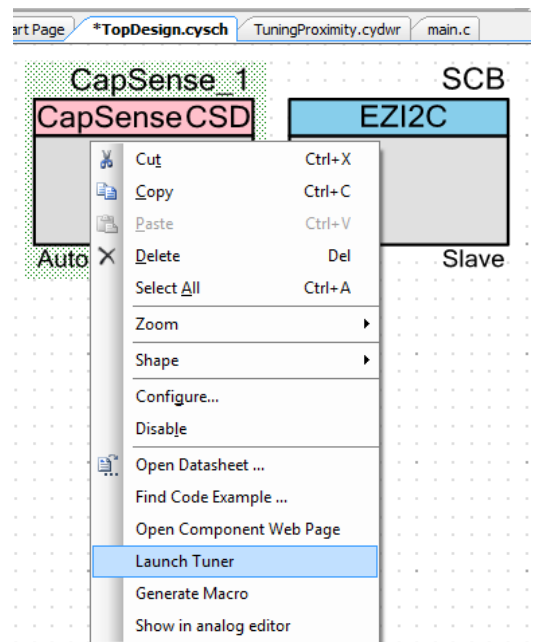 art Page *TopDesign.cysch TuningProximity.cydwr main.c
CapSense_1 SCB
CapSense CSD EZI2C
Cut Ctrl+X
Copy Ctrl+C
Paste Ctrl+V
Auto Delete Del Slave
Select All Ctrl+A
Zoom
Shape
Configure...
Disable
Open Datasheet ...
Find Code Example ...
Open Component Web Page
Launch Tuner
Generate Macro
Show in analog editor